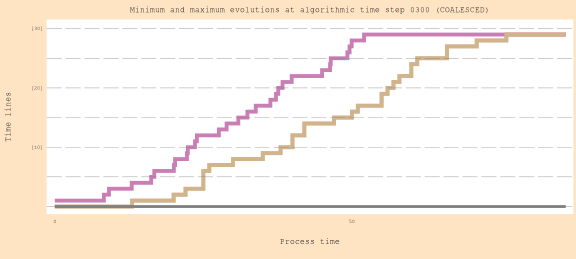 Minimum and maximum evolutions at algorithmic time step 0300 (COALESCED)
[30]
[20]
[10]
Time lines
0
50
Process time